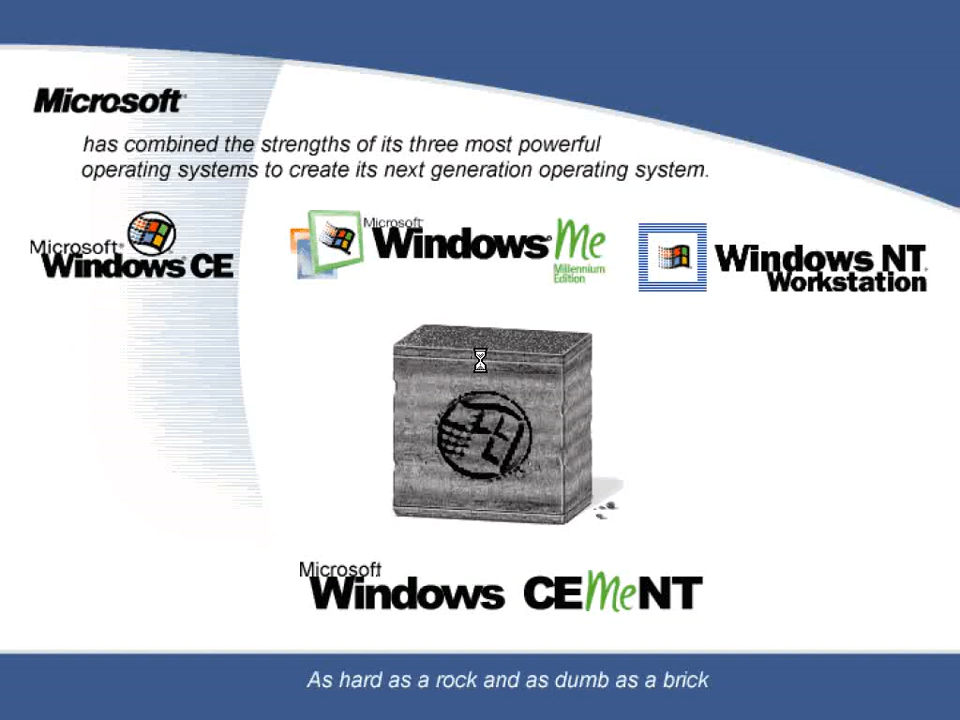 Microsoft
has combined the strengths of its three most powerful
operating systems to create its next generation operating system.
Microsoft
Windows CE
Microsoft
Windows Me
Millennium
Edition
Windows NT
Workstation
Microsoft
Windows CEMeNT
As hard as a rock and as dumb as a brick